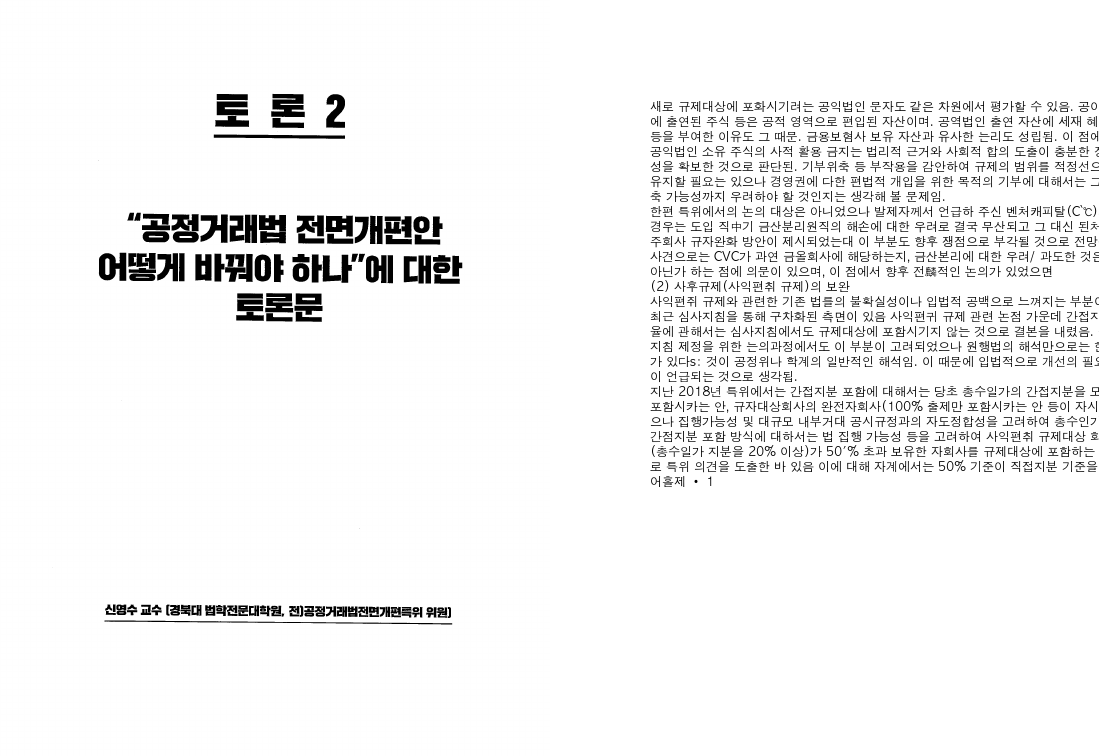 토 론 2
“공정거래법 전면개편안
어떻게 바꿔야 하나”에 대한
토론문
신영수 교수 (경북대 법학전문대학원, 전)공정거래법전면개편특위 위원)
새로 규제대상에 포화시기려는 공익법인 문자도 같은 차원에서 평가할 수 있음. 공이
에 출연된 주식 등은 공적 영역으로 편입된 자산이며. 공역법인 출연 자산에 세재 혜
등을 부여한 이유도 그 때문. 금용보혐사 보유 자산과 유사한 는리도 성립됨. 이 점에
공익법인 소유 주식의 사적 활용 금지는 법리적 근거와 사회적 합의 도출이 충분한 정
성을 확보한 것으로 판단된. 기부위축 등 부작용을 감안하여 규제의 범위를 적정선으
유지할 필요는 있으나 경영권에 다한 편법적 개입을 위한 목적의 기부에 대해서는 그
축 가능성까지 우려하야 할 것인지는 생각해 볼 문제임.
한편 특위에서의 논의 대상은 아니었으나 발제자께서 언급하 주신 벤처캐피탈(C‵℃)
경우는 도입 직中기 금산분리원직의 해손에 대한 우려로 결국 무산되고 그 대신 된처
주회사 규자완화 방안이 제시되었는대 이 부분도 향후 쟁점으로 부각될 것으로 전망
사견으로는 CVC가 과연 금올회사에 해당하는지, 금산본리에 대한 우려/ 과도한 것은
아닌가 하는 점에 의문이 있으며, 이 점에서 향후 전麟적인 논의가 있었으면
(2) 사후규제(사익편취 규제)의 보완
사익편쥐 규제와 관련한 기존 법률의 불확실성이나 입법적 공백으로 느껴지는 부분이
최근 심사지침을 통해 구차화된 측면이 있음 사익편귀 규제 관련 논점 가운데 간접지
율에 관해서는 심사지침에서도 규제대상에 포함시기지 않는 것으로 결본을 내렸음.
지침 제정을 위한 는의과정에서도 이 부분이 고려되었으나 원행법의 해석만으로는 한
가 있다s: 것이 공정위나 학계의 일반적인 해석임. 이 때문에 입법적으로 개선의 필요
이 언급되는 것으로 생각됩.
지난 2018년 특위에서는 간접지분 포함에 대해서는 당초 총수일가의 간접지분을 모
포함시카는 안, 규자대상회사의 완전자회사(100% 출제만 포함시카는 안 등이 자시
으나 집행가능성 및 대규모 내부거대 공시규정과의 자도정합성을 고려하여 총수인가
간점지분 포함 방식에 대하서는 법 집행 가능성 등을 고려하여 사익편취 규제대상 회
(총수일가 지분을 20% 이상)가 50′% 초과 보유한 자회사를 규제대상에 포함하는
로 특위 의견을 도출한 바 있음 이에 대해 자계에서는 50% 기준이 직접지분 기준을
어홀제 • 1